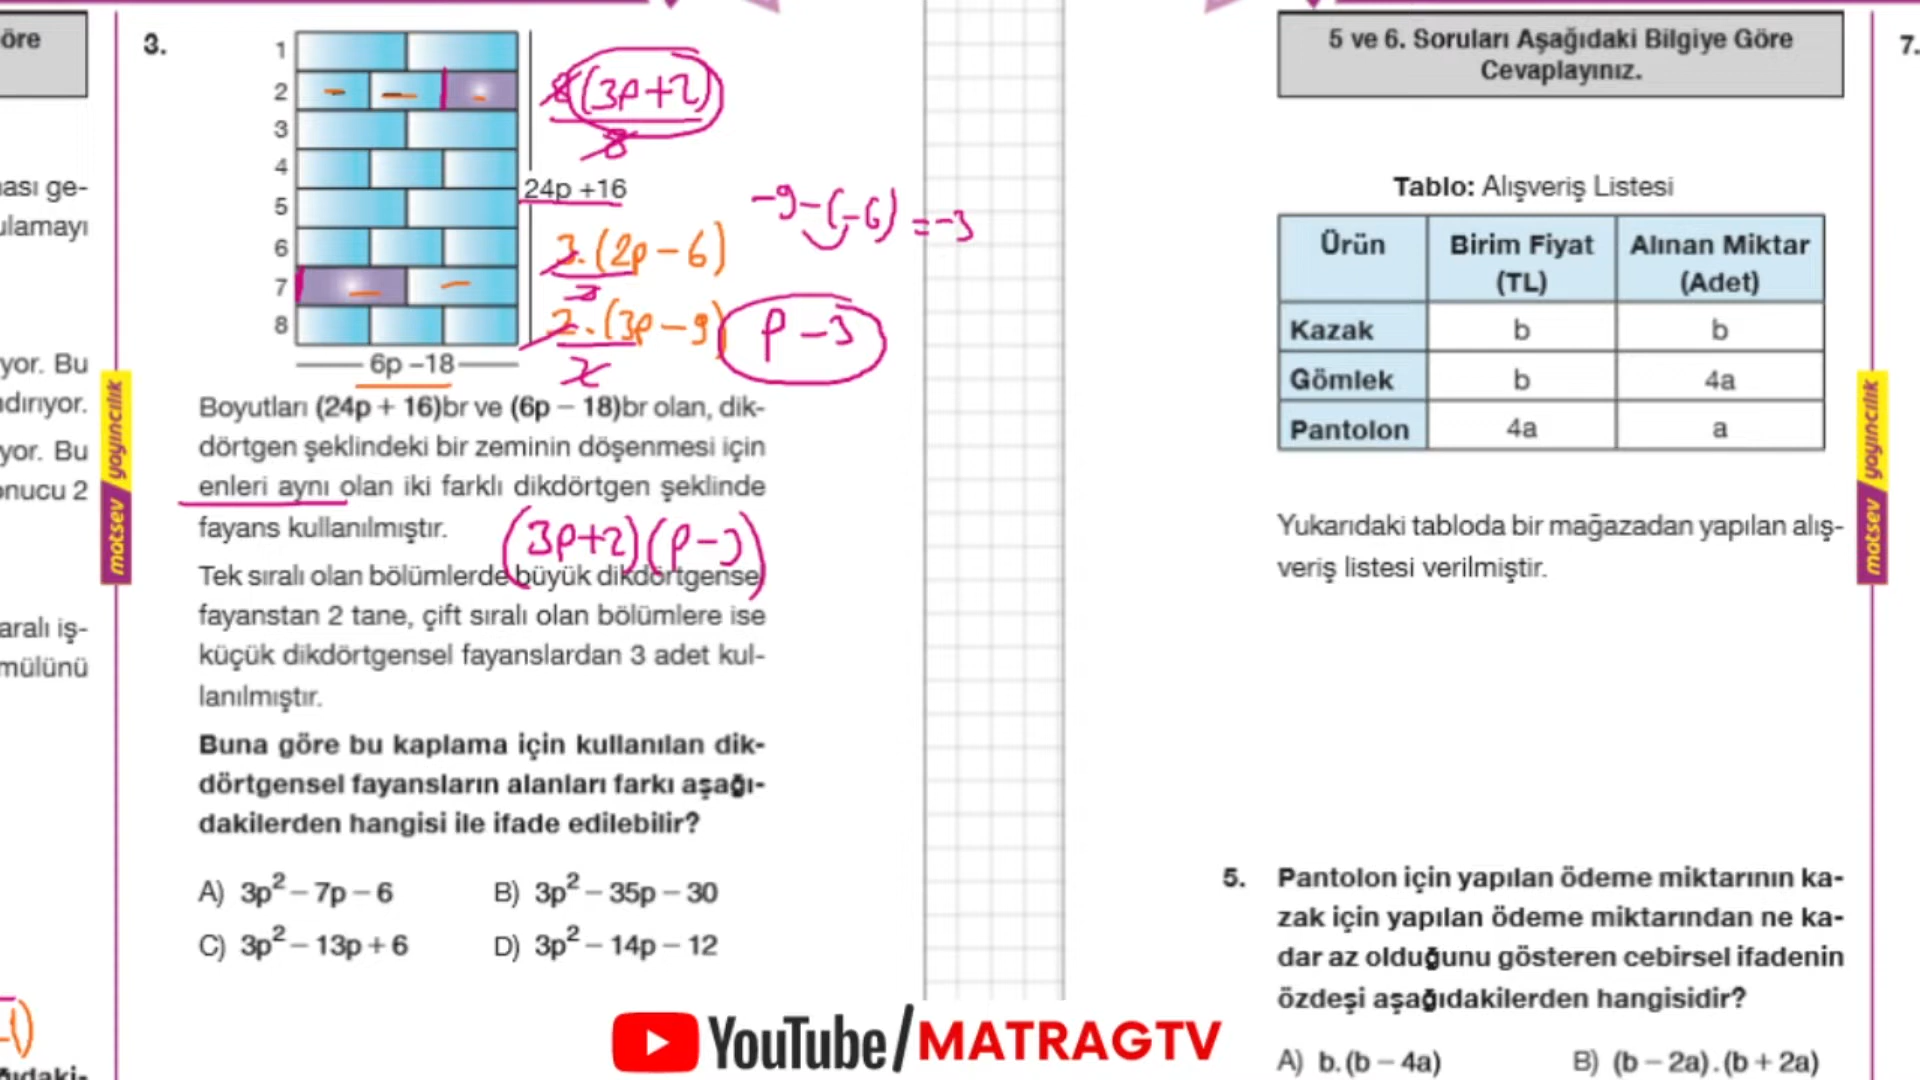 öre
ması ge-
ulamayı
yor. Bu
ndırıyor.
yor. Bu
onucu 2
aralı iş-
mülünü
-1)
matsev yayıncılık
3.
1
2
3
4
5
6
7
8
8(3p+2)
8
24p +16
-9-(-6)=-3
3.(2p-6)
3
2.(3p-9)
2
p-3
6p –18
Boyutları (24p + 16)br ve (6p – 18)br olan, dik-
dörtgen şeklindeki bir zeminin döşenmesi için
enleri aynı olan iki farklı dikdörtgen şeklinde
fayans kullanılmıştır.
(3p+2)(p-3)
Tek sıralı olan bölümlerde büyük dikdörtgensel
fayanstan 2 tane, çift sıralı olan bölümlere ise
küçük dikdörtgensel fayanslardan 3 adet kul-
lanılmıştır.
Buna göre bu kaplama için kullanılan dik-
dörtgensel fayansların alanları farkı aşağı-
dakilerden hangisi ile ifade edilebilir?
A) 3p² – 7p – 6 B) 3p² – 35p – 30
C) 3p² – 13p + 6 D) 3p² – 14p – 12
5 ve 6. Soruları Aşağıdaki Bilgiye Göre
Cevaplayınız.
Tablo: Alışveriş Listesi
Ürün Birim Fiyat (TL) Alınan Miktar (Adet)
Kazak b b
Gömlek b 4a
Pantolon 4a a
Yukarıdaki tabloda bir mağazadan yapılan alış-
veriş listesi verilmiştir.
5. Pantolon için yapılan ödeme miktarının ka-
zak için yapılan ödeme miktarından ne ka-
dar az olduğunu gösteren cebirsel ifadenin
özdeşi aşağıdakilerden hangisidir?
A) b.(b – 4a) B) (b – 2a).(b + 2a)
7.
matsev yayıncılık
YouTube/MATRAGTV